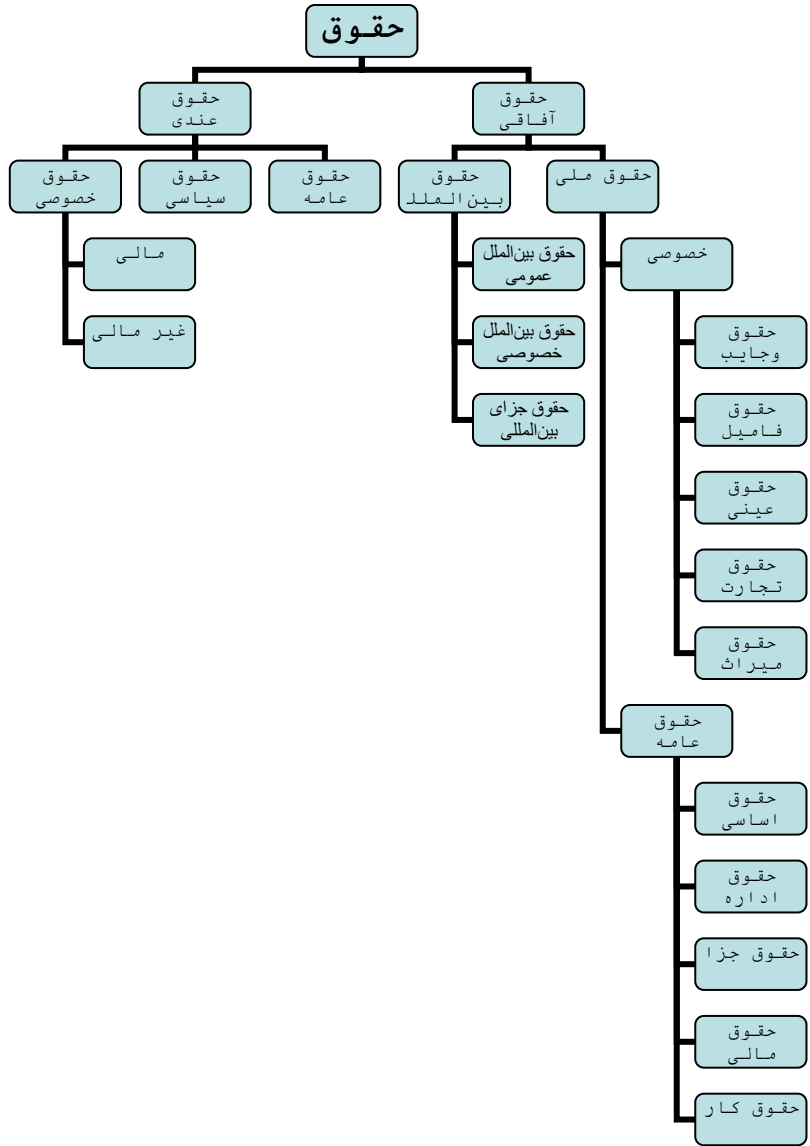 حقوق
حقوق
آفاقی
حقوق
عندی
حقوق ملی
حقوق
بین‌الملل
حقوق
عامه
حقوق
سیاسی
حقوق
خصوصی
خصوصی
حقوق بین‌الملل
عمومی
مالی
حقوق
وجایب
حقوق بین‌الملل
خصوصی
غیر مالی
حقوق
فامیل
حقوق جزای
بین‌المللی
حقوق
عینی
حقوق
تجارت
حقوق
میراث
حقوق
عامه
حقوق
اساسی
حقوق
اداره
حقوق جزا
حقوق
مالی
حقوق کار